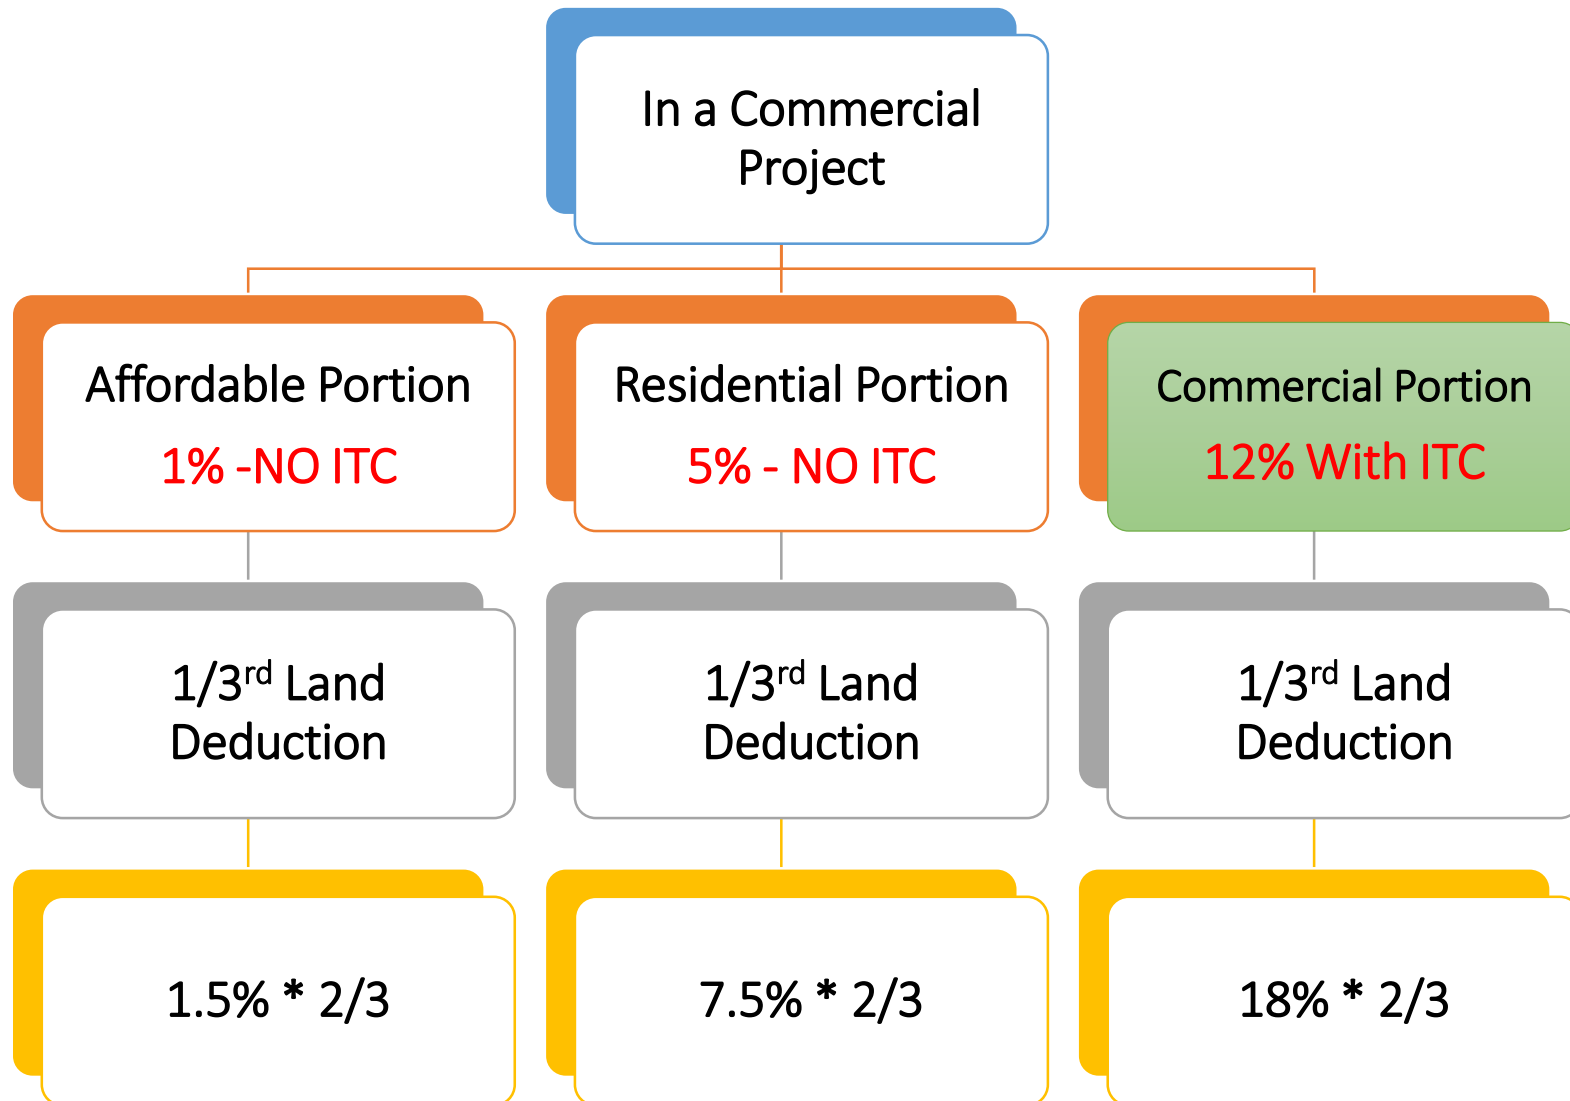 In a Commercial
Project
Affordable Portion
1% -NO ITC
Residential Portion
5% - NO ITC
Commercial Portion
12% With ITC
1/3rd Land
Deduction
1/3rd Land
Deduction
1/3rd Land
Deduction
1.5% * 2/3
7.5% * 2/3
18% * 2/3